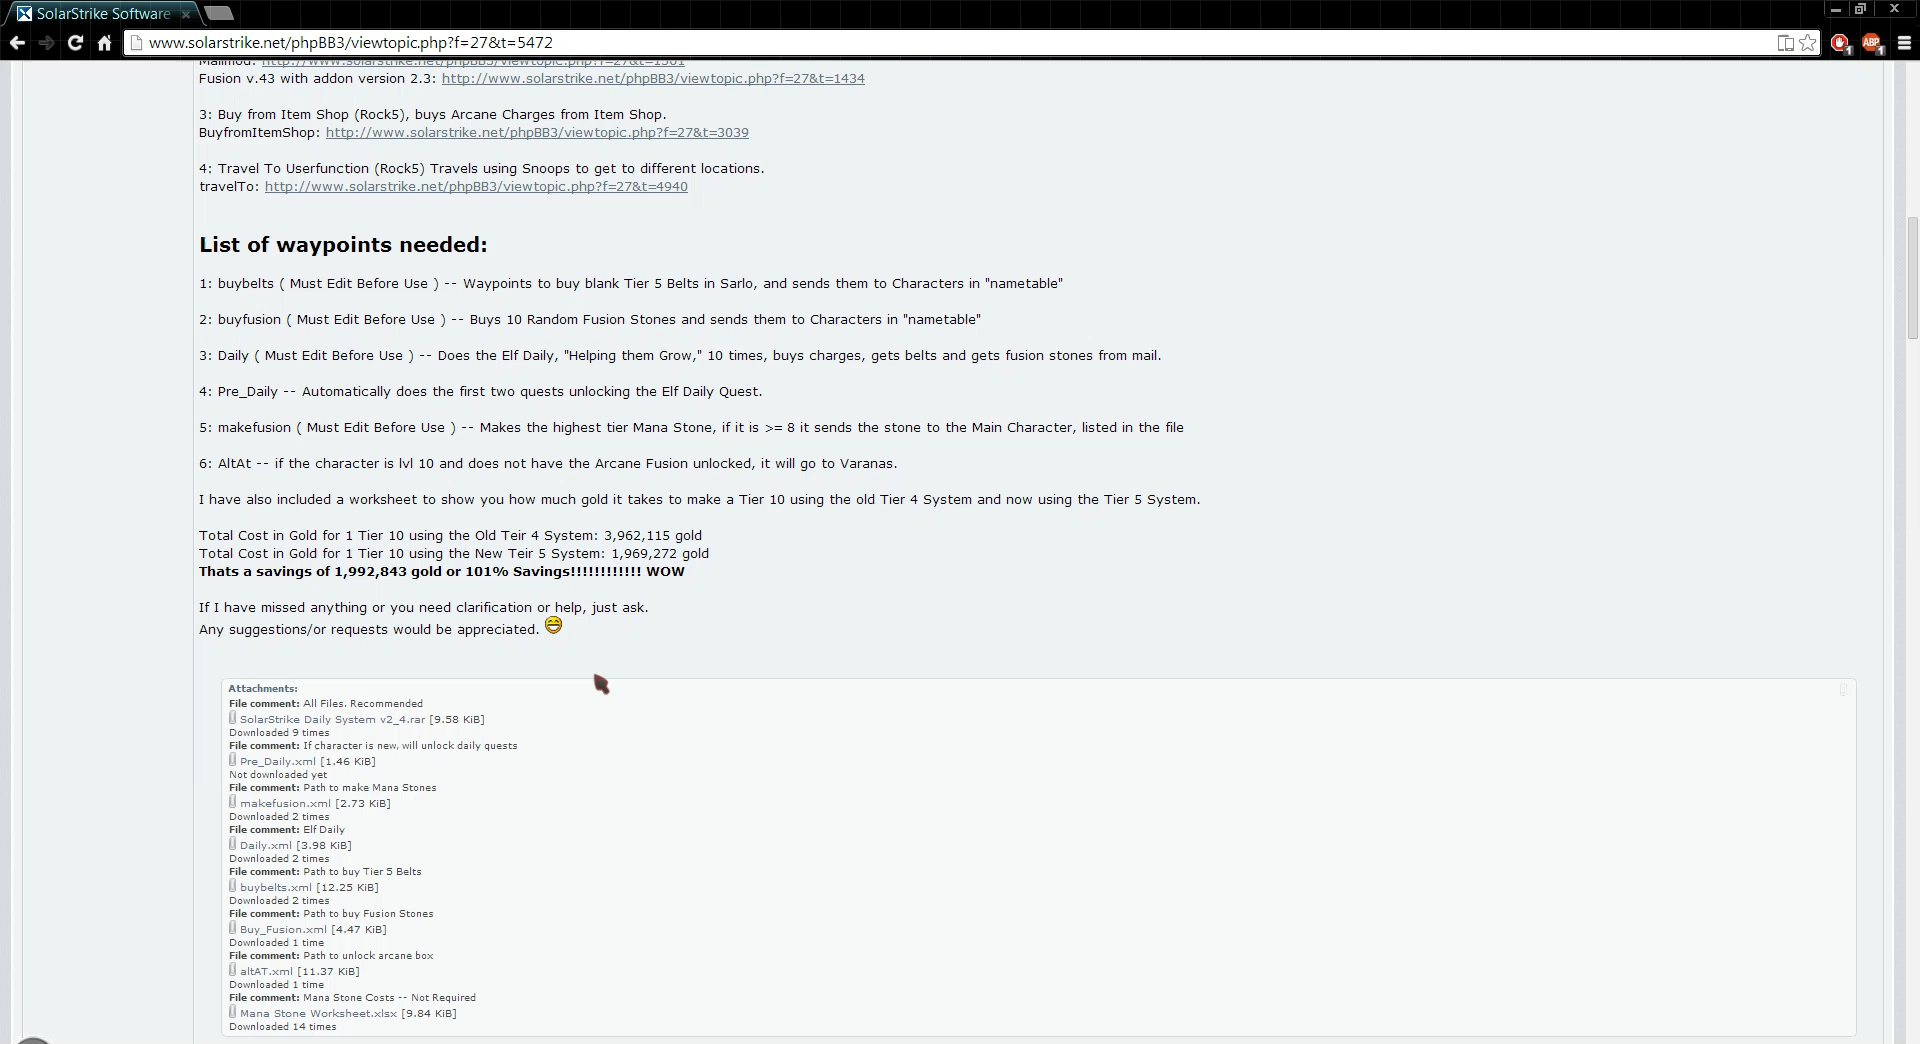 SolarStrike Software
www.solarstrike.net/phpBB3/viewtopic.php?f=27&t=5472
1
1
Mailmod: http://www.solarstrike.net/phpBB3/viewtopic.php?f=27&t=1501
Fusion v.43 with addon version 2.3: http://www.solarstrike.net/phpBB3/viewtopic.php?f=27&t=1434
3: Buy from Item Shop (Rock5), buys Arcane Charges from Item Shop.
BuyfromItemShop: http://www.solarstrike.net/phpBB3/viewtopic.php?f=27&t=3039
4: Travel To Userfunction (Rock5) Travels using Snoops to get to different locations.
travelTo: http://www.solarstrike.net/phpBB3/viewtopic.php?f=27&t=4940
List of waypoints needed:
1: buybelts ( Must Edit Before Use ) -- Waypoints to buy blank Tier 5 Belts in Sarlo, and sends them to Characters in "nametable"
2: buyfusion ( Must Edit Before Use ) -- Buys 10 Random Fusion Stones and sends them to Characters in "nametable"
3: Daily ( Must Edit Before Use ) -- Does the Elf Daily, "Helping them Grow," 10 times, buys charges, gets belts and gets fusion stones from mail.
4: Pre_Daily -- Automatically does the first two quests unlocking the Elf Daily Quest.
5: makefusion ( Must Edit Before Use ) -- Makes the highest tier Mana Stone, if it is >= 8 it sends the stone to the Main Character, listed in the file
6: AltAt -- if the character is lvl 10 and does not have the Arcane Fusion unlocked, it will go to Varanas.
I have also included a worksheet to show you how much gold it takes to make a Tier 10 using the old Tier 4 System and now using the Tier 5 System.
Total Cost in Gold for 1 Tier 10 using the Old Teir 4 System: 3,962,115 gold
Total Cost in Gold for 1 Tier 10 using the New Teir 5 System: 1,969,272 gold
Thats a savings of 1,992,843 gold or 101% Savings!!!!!!!!!!!! WOW
If I have missed anything or you need clarification or help, just ask.
Any suggestions/or requests would be appreciated.
Attachments:
File comment: All Files. Recommended
SolarStrike Daily System v2_4.rar [9.58 KiB]
Downloaded 9 times
File comment: If character is new, will unlock daily quests
Pre_Daily.xml [1.46 KiB]
Not downloaded yet
File comment: Path to make Mana Stones
makefusion.xml [2.73 KiB]
Downloaded 2 times
File comment: Elf Daily
Daily.xml [3.98 KiB]
Downloaded 2 times
File comment: Path to buy Tier 5 Belts
buybelts.xml [12.25 KiB]
Downloaded 2 times
File comment: Path to buy Fusion Stones
Buy_Fusion.xml [4.47 KiB]
Downloaded 1 time
File comment: Path to unlock arcane box
altAT.xml [11.37 KiB]
Downloaded 1 time
File comment: Mana Stone Costs -- Not Required
Mana Stone Worksheet.xlsx [9.84 KiB]
Downloaded 14 times